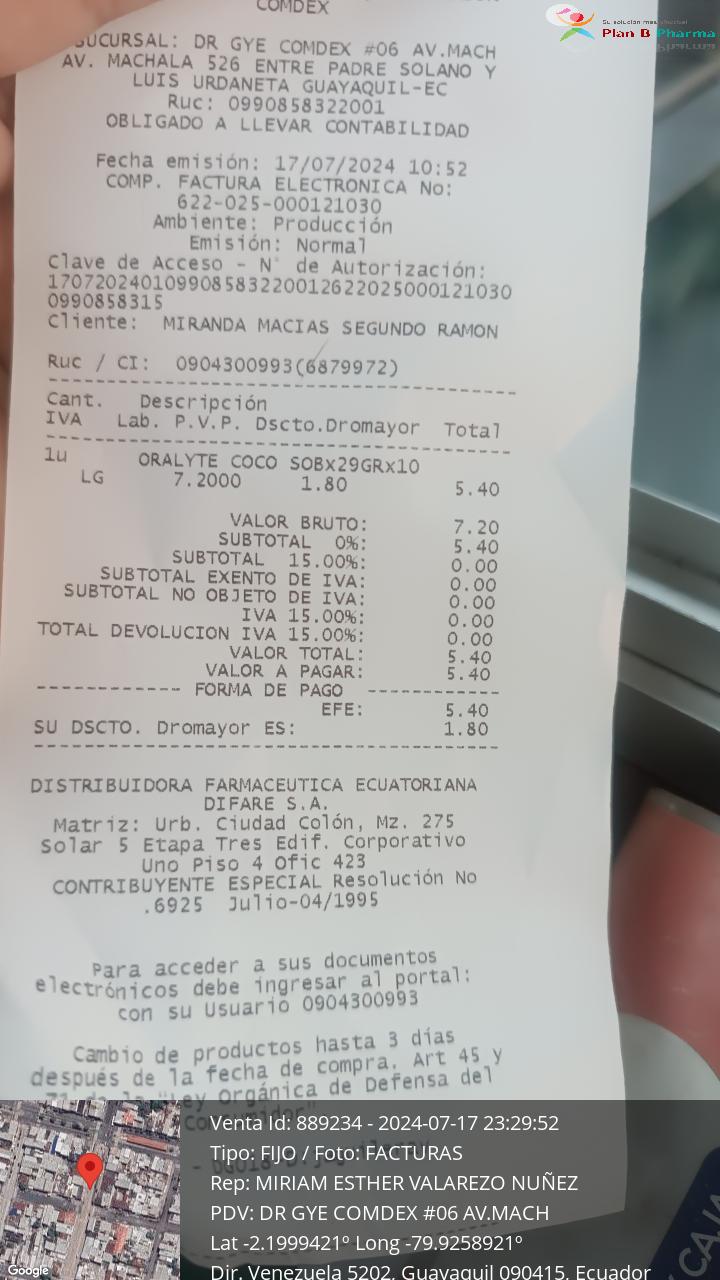 COMDEX
Su solución mas
Plan B Pharma
SUCURSAL: DR GYE COMDEX #06 AV.MACH
AV. MACHALA 526 ENTRE PADRE SOLANO Y
LUIS URDANETA GUAYAQUIL-EC
Ruc: 0990858322001
OBLIGADO A LLEVAR CONTABILIDAD
Fecha emisión: 17/07/2024 10:52
COMP. FACTURA ELECTRONICA No:
622-025-000121030
Ambiente: Producción
Emisión: Normal
Clave de Acceso - N° de Autorización:
170720240109908583220012622025000121030
0990858315
Cliente: MIRANDA MACIAS SEGUNDO RAMON
Ruc / CI: 0904300993(6879972)
Cant. Descripción
IVA Lab. P.V.P. Dscto.Dromayor Total
1u ORALYTE COCO SOBx29GRx10
LG 7.2000 1.80 5.40
VALOR BRUTO: 7.20
SUBTOTAL 0%: 5.40
SUBTOTAL 15.00%: 0.00
SUBTOTAL EXENTO DE IVA: 0.00
SUBTOTAL NO OBJETO DE IVA: 0.00
IVA 15.00%: 0.00
TOTAL DEVOLUCION IVA 15.00%: 0.00
VALOR TOTAL: 5.40
VALOR A PAGAR: 5.40
------------ FORMA DE PAGO ------------
EFE: 5.40
SU DSCTO. Dromayor ES: 1.80
DISTRIBUIDORA FARMACEUTICA ECUATORIANA
DIFARE S.A.
Matriz: Urb. Ciudad Colón, Mz. 275
Solar 5 Etapa Tres Edif. Corporativo
Uno Piso 4 Ofic 423
CONTRIBUYENTE ESPECIAL Resolución No
.6925 Julio-04/1995
Para acceder a sus documentos
electrónicos debe ingresar al portal:
con su Usuario 0904300993
Cambio de productos hasta 3 días
después de la fecha de compra. Art 45 y
71 de la "Ley Orgánica de Defensa del
Consumidor"
Venta Id: 889234 - 2024-07-17 23:29:52
Tipo: FIJO / Foto: FACTURAS
Rep: MIRIAM ESTHER VALAREZO NUÑEZ
PDV: DR GYE COMDEX #06 AV.MACH
Lat -2.1999421º Long -79.9258921º
Dir. Venezuela 5202, Guayaquil 090415, Ecuador
Google
CAJA